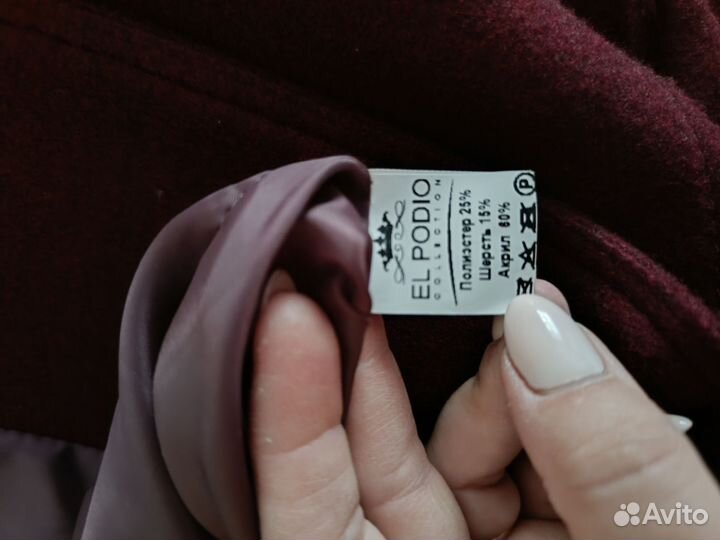 EL PODIO
COLLECTION
Полиэстер 25%
Шерсть 15%
Акрил 60%
P
Avito